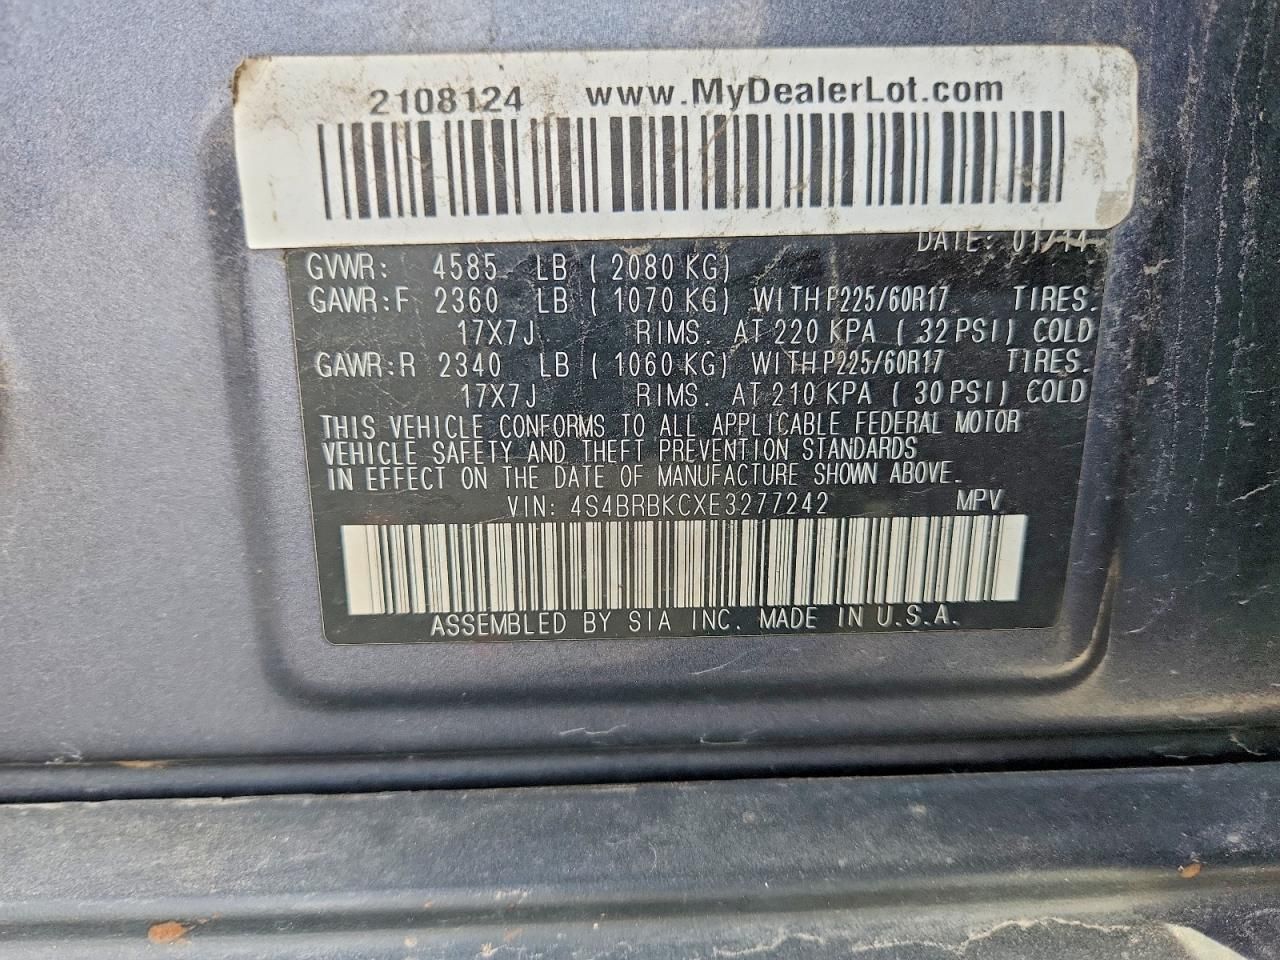 2108124 www.MyDealerLot.com
DATE: 01/14
GVWR: 4585 LB ( 2080 KG)
GAWR:F 2360 LB ( 1070 KG) WITH P225/60R17 TIRES.
17X7J RIMS. AT 220 KPA ( 32 PSI) COLD
GAWR:R 2340 LB ( 1060 KG) WITH P225/60R17 TIRES.
17X7J RIMS. AT 210 KPA ( 30 PSI) COLD
THIS VEHICLE CONFORMS TO ALL APPLICABLE FEDERAL MOTOR
VEHICLE SAFETY AND THEFT PREVENTION STANDARDS
IN EFFECT ON THE DATE OF MANUFACTURE SHOWN ABOVE.
VIN: 4S4BRBKCXE3277242 MPV
ASSEMBLED BY SIA INC. MADE IN U.S.A.